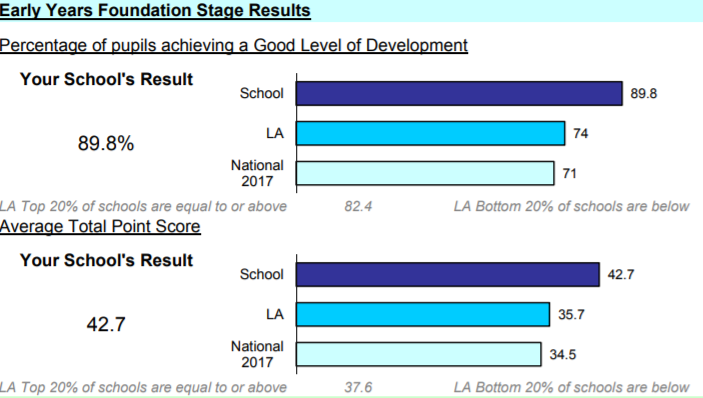 Early Years Foundation Stage Results
Percentage of pupils achieving a Good Level of Development
Your School's Result
89.8%
School 89.8
LA 74
National
2017 71
LA Top 20% of schools are equal to or above 82.4 LA Bottom 20% of schools are below
Average Total Point Score
Your School's Result
42.7
School 42.7
LA 35.7
National
2017 34.5
LA Top 20% of schools are equal to or above 37.6 LA Bottom 20% of schools are below